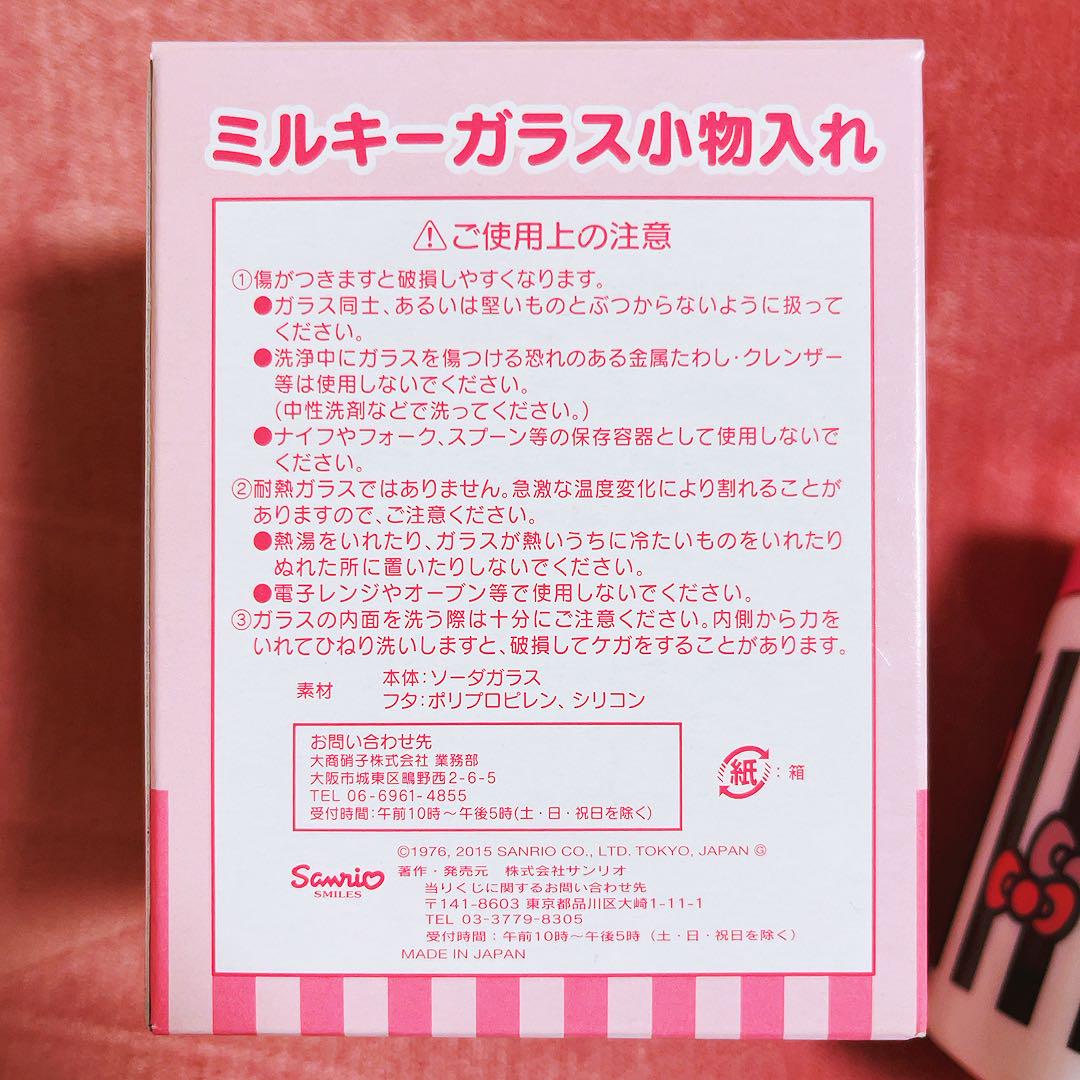 ミルキーガラス小物入れ
⚠ご使用上の注意
①傷がつきますと破損しやすくなります。
●ガラス同士、あるいは堅いものとぶつからないように扱って
ください。
●洗浄中にガラスを傷つける恐れのある金属たわし・クレンザー
等は使用しないでください。
(中性洗剤などで洗ってください。)
●ナイフやフォーク、スプーン等の保存容器として使用しないで
ください。
②耐熱ガラスではありません。急激な温度変化により割れることが
ありますので、ご注意ください。
●熱湯をいれたり、ガラスが熱いうちに冷たいものをいれたり
ぬれた所に置いたりしないでください。
●電子レンジやオーブン等で使用しないでください。
③ガラスの内面を洗う際は十分にご注意ください。内側から力を
いれてひねり洗いしますと、破損してケガをすることがあります。
素材
本体:ソーダガラス
フタ:ポリプロピレン、シリコン
お問い合わせ先
大商硝子株式会社 業務部
大阪市城東区鴫野西2-6-5
TEL 06-6961-4855
受付時間:午前10時〜午後5時(土・日・祝日を除く)
紙:箱
©1976, 2015 SANRIO CO., LTD. TOKYO, JAPAN Ⓖ
Sanrio
SMILES
著作・発売元 株式会社サンリオ
当りくじに関するお問い合わせ先
〒141-8603 東京都品川区大崎1-11-1
TEL 03-3779-8305
受付時間:午前10時〜午後5時(土・日・祝日を除く)
MADE IN JAPAN